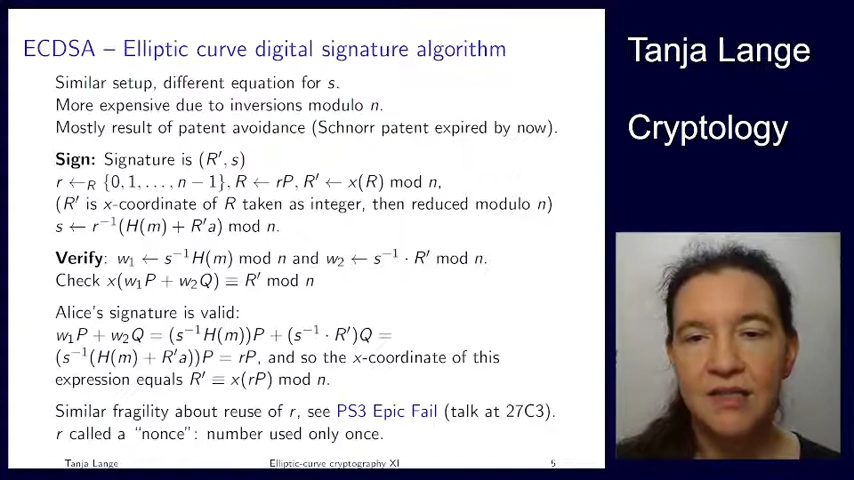 ECDSA – Elliptic curve digital signature algorithm
Similar setup, different equation for s.
More expensive due to inversions modulo n.
Mostly result of patent avoidance (Schnorr patent expired by now).
Sign: Signature is (R′, s)
r ←R {0, 1, . . . , n − 1}, R ← rP, R′ ← x(R) mod n,
(R′ is x-coordinate of R taken as integer, then reduced modulo n)
s ← r⁻¹(H(m) + R′a) mod n.
Verify: w₁ ← s⁻¹H(m) mod n and w₂ ← s⁻¹ · R′ mod n.
Check x(w₁P + w₂Q) ≡ R′ mod n
Alice's signature is valid:
w₁P + w₂Q = (s⁻¹H(m))P + (s⁻¹ · R′)Q =
(s⁻¹(H(m) + R′a))P = rP, and so the x-coordinate of this
expression equals R′ ≡ x(rP) mod n.
Similar fragility about reuse of r, see PS3 Epic Fail (talk at 27C3).
r called a "nonce": number used only once.
Tanja Lange Elliptic-curve cryptography XI 5
Tanja Lange
Cryptology